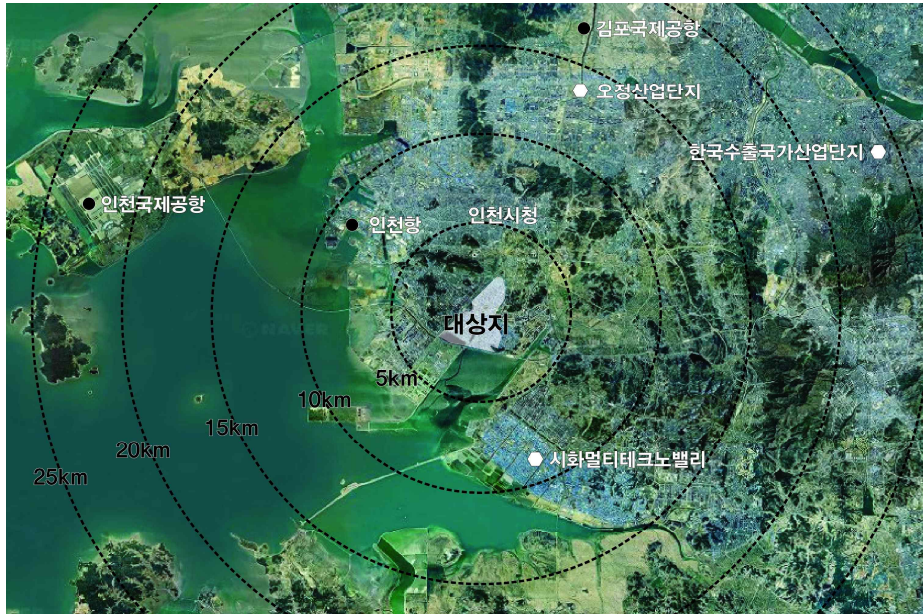 김포국제공항
오정산업단지
한국수출국가산업단지
인천국제공항
인천항
인천시청
NAVER
대상지
5km
10km
15km
20km
25km
시화멀티테크노밸리